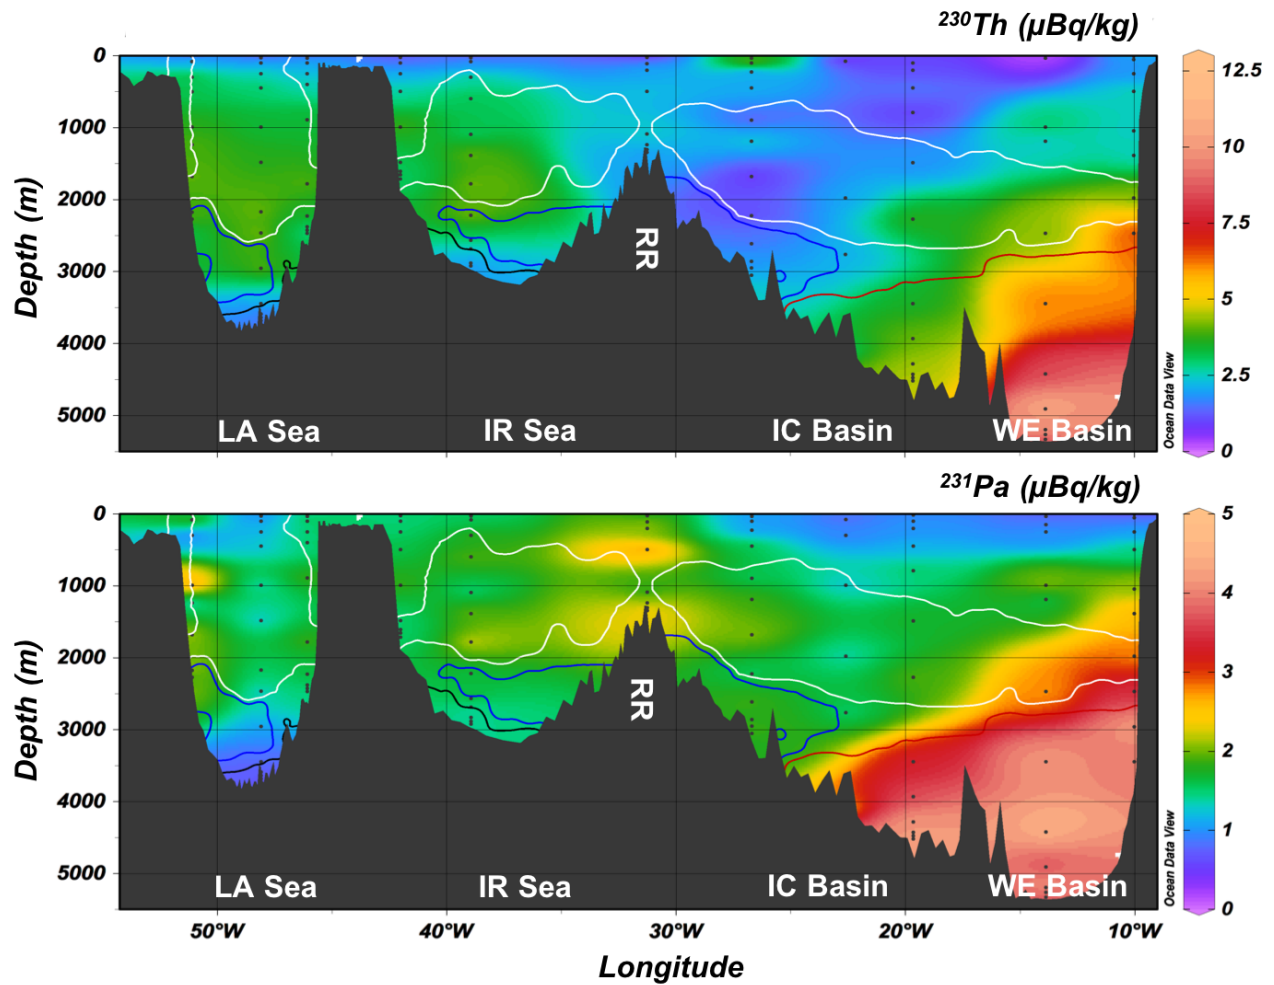 ²³⁰Th (µBq/kg)
0
1000
2000
3000
4000
5000
Depth (m)
RR
LA Sea
IR Sea
IC Basin
WE Basin
Ocean Data View
12.5
10
7.5
5
2.5
0
²³¹Pa (µBq/kg)
0
1000
2000
3000
4000
5000
Depth (m)
RR
LA Sea
IR Sea
IC Basin
WE Basin
Ocean Data View
5
4
3
2
1
0
50°W
40°W
30°W
20°W
10°W
Longitude